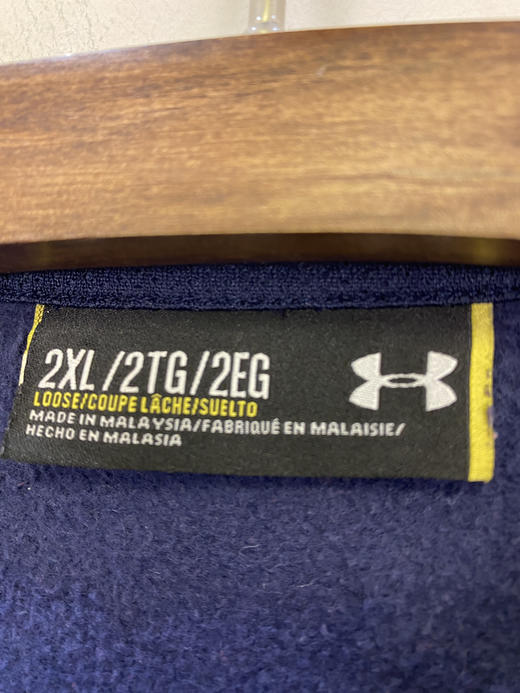 2XL/2TG/2EG
LOOSE/COUPE LÂCHE/SUELTO
MADE IN MALAYSIA/FABRIQUÉ EN MALAISIE/
HECHO EN MALASIA